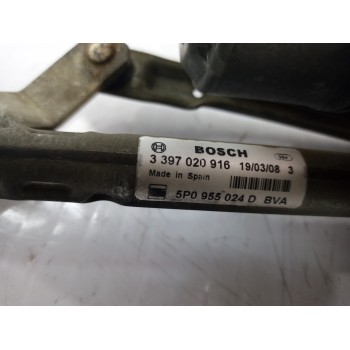 BOSCH
3 397 020 916 19/03/08 3
Made in Spain
5P0 955 024 D BVA